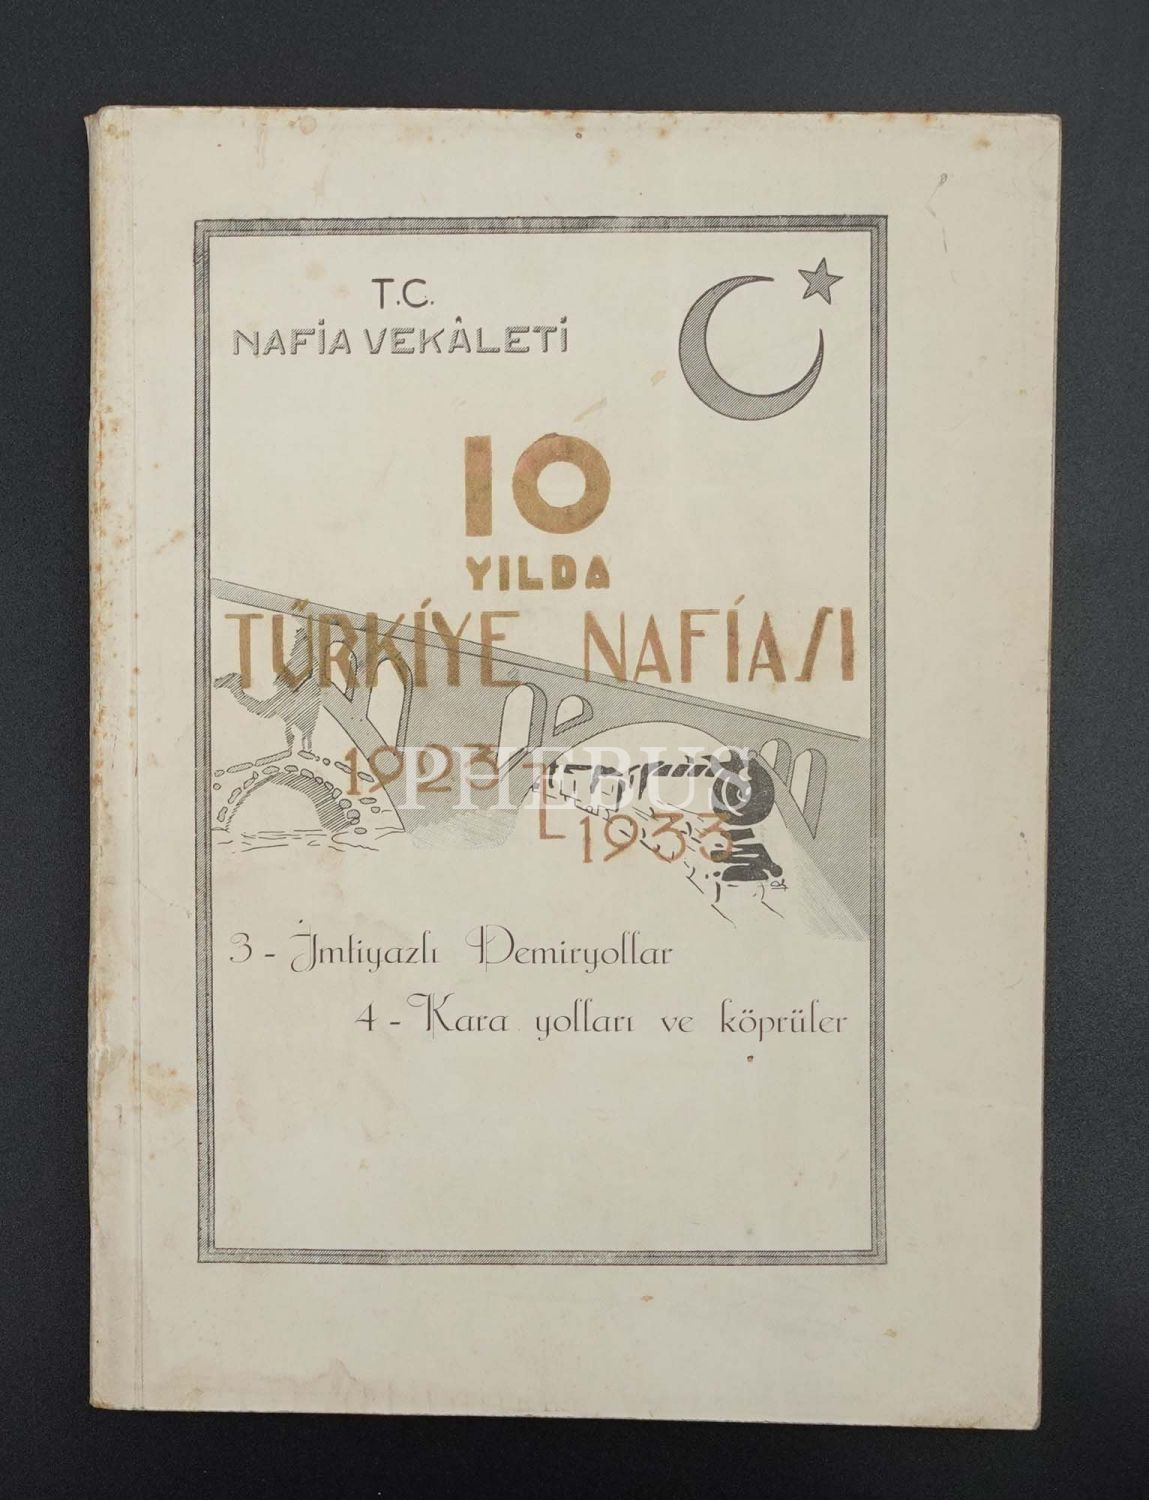 T.C.
NAFİA VEKÂLETİ
10
YILDA
TÜRKİYE NAFİASI
1923 -
1933
PHEBUS
3 - İmtiyazlı Demiryollar
4 - Kara yolları ve köprüler